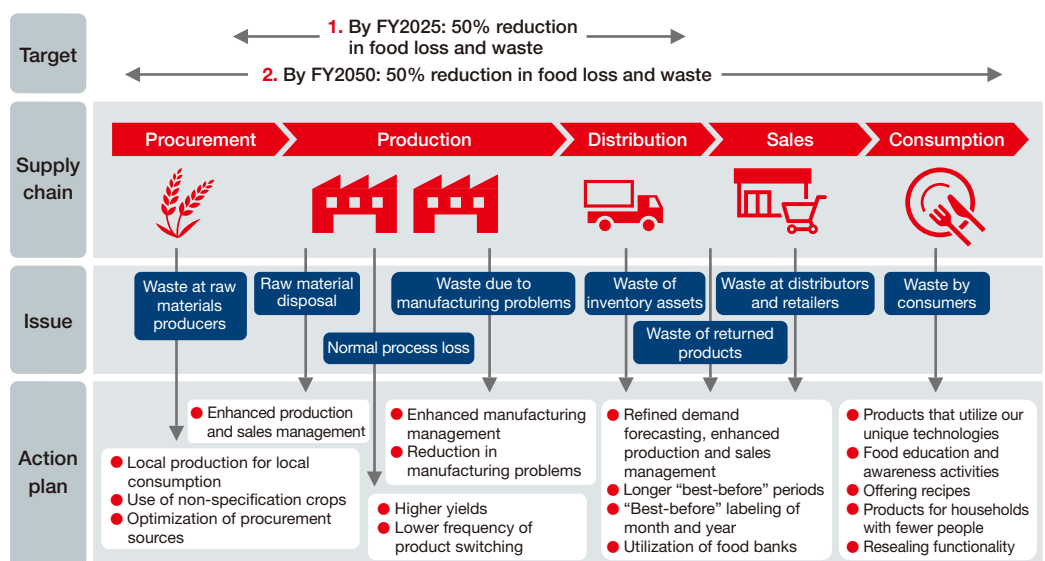 Target
1. By FY2025: 50% reduction
in food loss and waste
2. By FY2050: 50% reduction in food loss and waste
Supply
chain
Procurement
Production
Distribution
Sales
Consumption
Issue
Waste at raw
materials
producers
Raw material
disposal
Normal process loss
Waste due to
manufacturing problems
Waste of
inventory assets
Waste of returned
products
Waste at distributors
and retailers
Waste by
consumers
Action
plan
● Enhanced production
and sales management
● Local production for local
consumption
● Use of non-specification crops
● Optimization of procurement
sources
● Enhanced manufacturing
management
● Reduction in
manufacturing problems
● Higher yields
● Lower frequency of
product switching
● Refined demand
forecasting, enhanced
production and sales
management
● Longer “best-before” periods
● “Best-before” labeling of
month and year
● Utilization of food banks
● Products that utilize our
unique technologies
● Food education and
awareness activities
● Offering recipes
● Products for households
with fewer people
● Resealing functionality